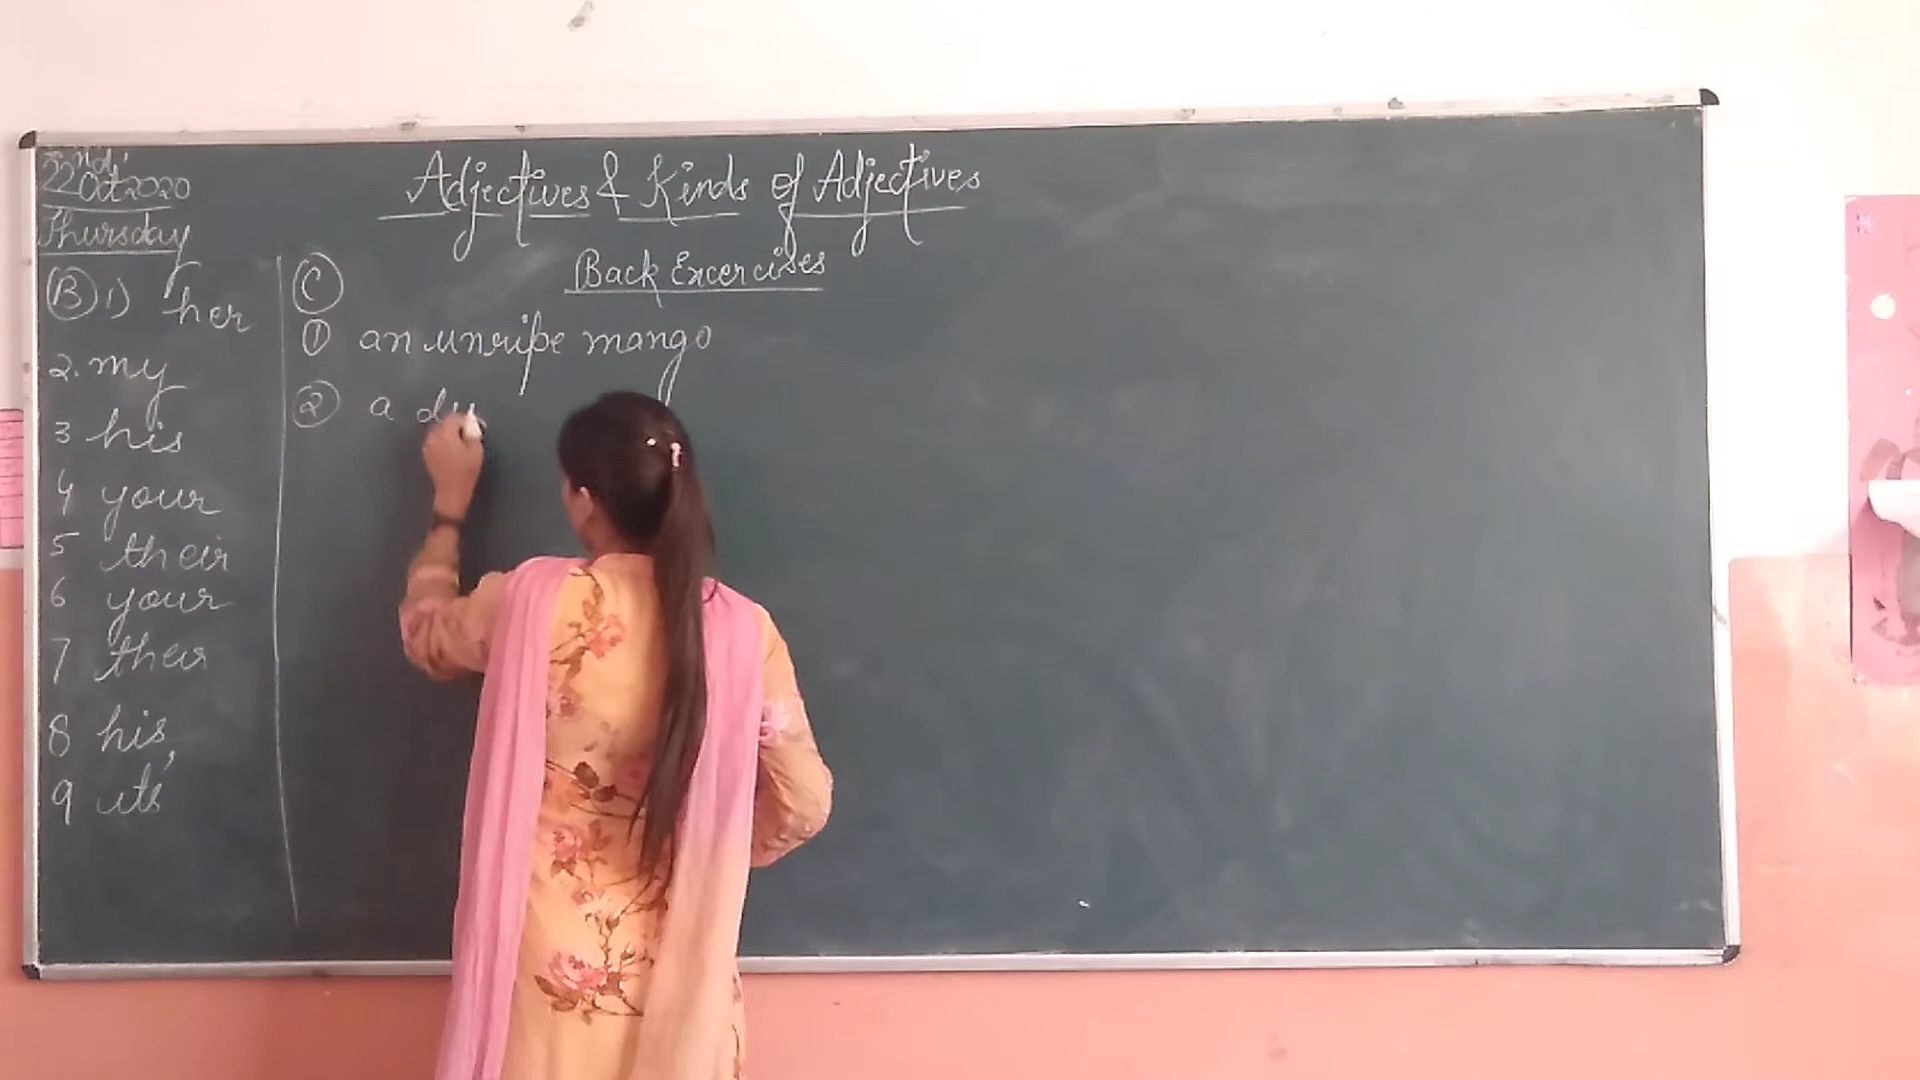 22nd Oct 2020
Thursday
Adjectives & Kinds of Adjectives
Back Excercises
(B) 1) her
2. my
3 his
4 your
5 their
6 your
7 their
8 his
9 its
(C)
(1) an unripe mango
(2) a du